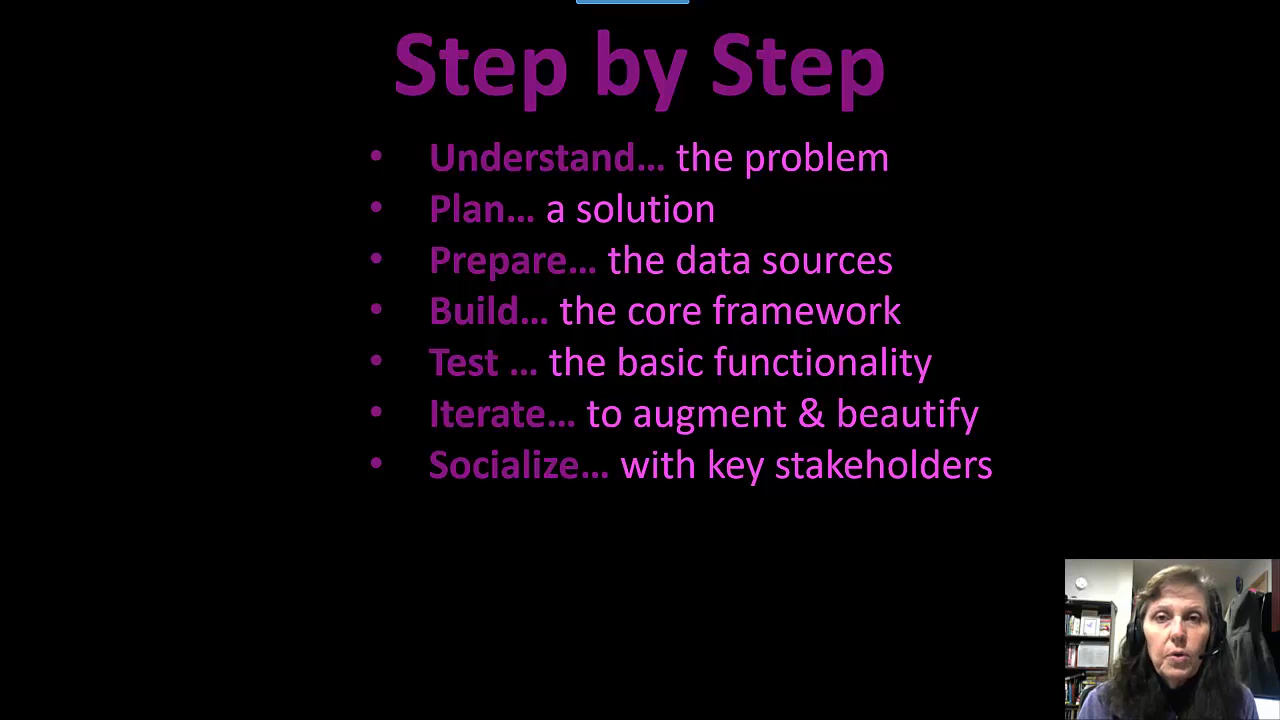 Step by Step
• Understand... the problem
• Plan... a solution
• Prepare... the data sources
• Build... the core framework
• Test ... the basic functionality
• Iterate... to augment & beautify
• Socialize... with key stakeholders